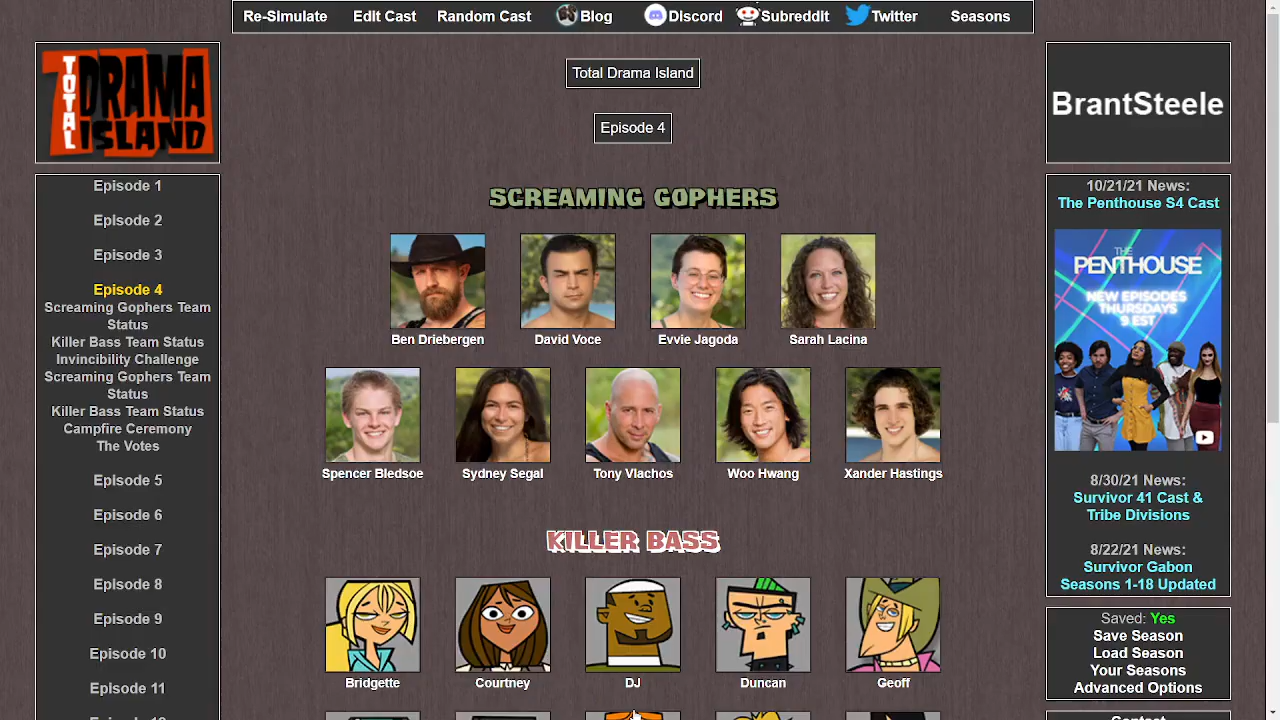 Re-Simulate
Edit Cast
Random Cast
Blog
Discord
Subreddit
Twitter
Seasons
TOTAL
DRAMA
ISLAND
Episode 1
Episode 2
Episode 3
Episode 4
Screaming Gophers Team
Status
Killer Bass Team Status
Invincibility Challenge
Screaming Gophers Team
Status
Killer Bass Team Status
Campfire Ceremony
The Votes
Episode 5
Episode 6
Episode 7
Episode 8
Episode 9
Episode 10
Episode 11
Total Drama Island
Episode 4
SCREAMING GOPHERS
Ben Driebergen
David Voce
Evvie Jagoda
Sarah Lacina
Spencer Bledsoe
Sydney Segal
Tony Vlachos
Woo Hwang
Xander Hastings
KILLER BASS
Bridgette
Courtney
DJ
Duncan
Geoff
BrantSteele
10/21/21 News:
The Penthouse S4 Cast
THE
PENTHOUSE
NEW EPISODES
THURSDAYS
9 EST
8/30/21 News:
Survivor 41 Cast &
Tribe Divisions
8/22/21 News:
Survivor Gabon
Seasons 1-18 Updated
Saved: Yes
Save Season
Load Season
Your Seasons
Advanced Options